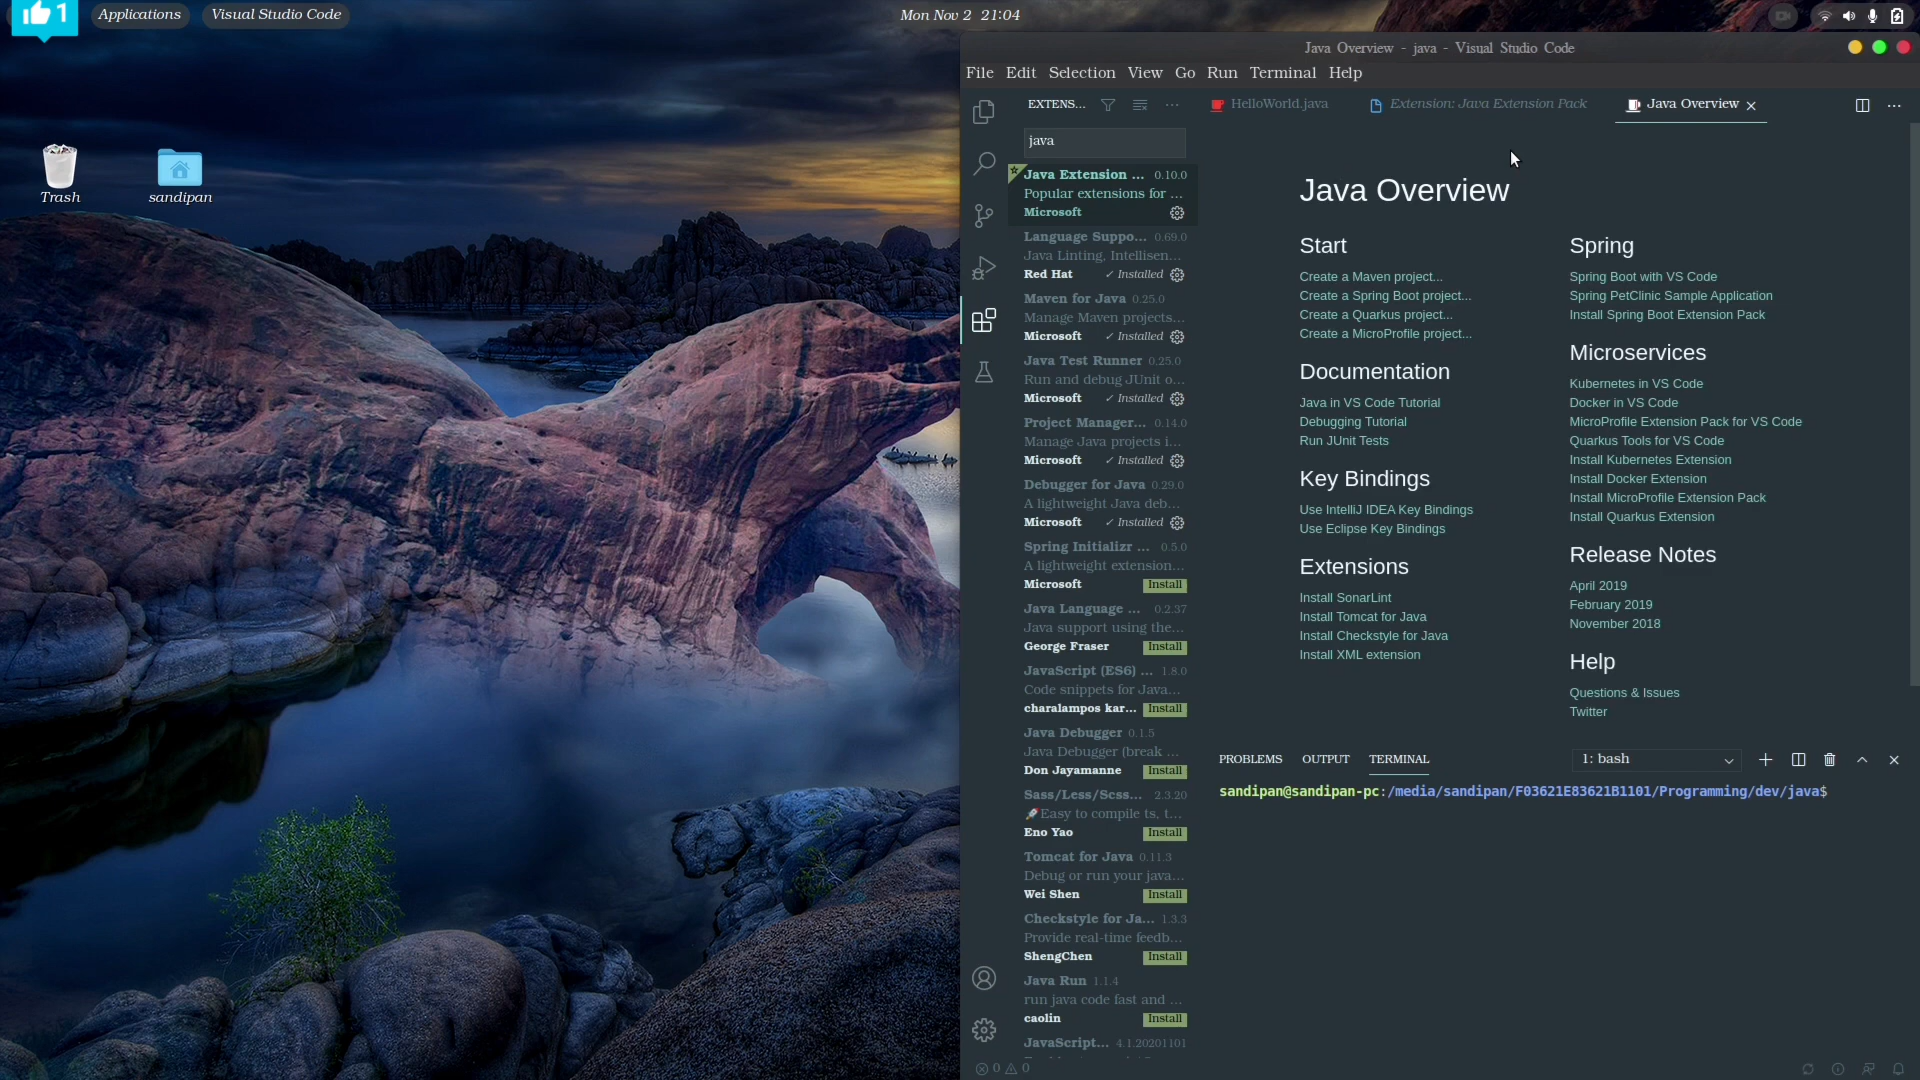 1
Applications
Visual Studio Code
Mon Nov 2 21:04
Trash
sandipan
Java Overview - java - Visual Studio Code
File Edit Selection View Go Run Terminal Help
EXTENS...
HelloWorld.java
Extension: Java Extension Pack
Java Overview
java
Java Extension ... 0.10.0
Popular extensions for ...
Microsoft
Language Suppo... 0.69.0
Java Linting, Intellisen...
Red Hat ✓ Installed
Maven for Java 0.25.0
Manage Maven projects...
Microsoft ✓ Installed
Java Test Runner 0.25.0
Run and debug JUnit o...
Microsoft ✓ Installed
Project Manager... 0.14.0
Manage Java projects i...
Microsoft ✓ Installed
Debugger for Java 0.29.0
A lightweight Java deb...
Microsoft ✓ Installed
Spring Initializr ... 0.5.0
A lightweight extension...
Microsoft Install
Java Language ... 0.2.37
Java support using the...
George Fraser Install
JavaScript (ES6) ... 1.8.0
Code snippets for Java...
charalampos kar... Install
Java Debugger 0.1.5
Java Debugger (break ...
Don Jayamanne Install
Sass/Less/Scss... 2.3.20
🚀Easy to compile ts, t...
Eno Yao Install
Tomcat for Java 0.11.3
Debug or run your java...
Wei Shen Install
Checkstyle for Ja... 1.3.3
Provide real-time feedb...
ShengChen Install
Java Run 1.1.4
run java code fast and ...
caolin Install
JavaScript... 4.1.20201101
Java Overview
Start
Create a Maven project...
Create a Spring Boot project...
Create a Quarkus project...
Create a MicroProfile project...
Documentation
Java in VS Code Tutorial
Debugging Tutorial
Run JUnit Tests
Key Bindings
Use IntelliJ IDEA Key Bindings
Use Eclipse Key Bindings
Extensions
Install SonarLint
Install Tomcat for Java
Install Checkstyle for Java
Install XML extension
Spring
Spring Boot with VS Code
Spring PetClinic Sample Application
Install Spring Boot Extension Pack
Microservices
Kubernetes in VS Code
Docker in VS Code
MicroProfile Extension Pack for VS Code
Quarkus Tools for VS Code
Install Kubernetes Extension
Install Docker Extension
Install MicroProfile Extension Pack
Install Quarkus Extension
Release Notes
April 2019
February 2019
November 2018
Help
Questions & Issues
Twitter
PROBLEMS OUTPUT TERMINAL
1: bash
sandipan@sandipan-pc:/media/sandipan/F03621E83621B1101/Programming/dev/java$
0 0